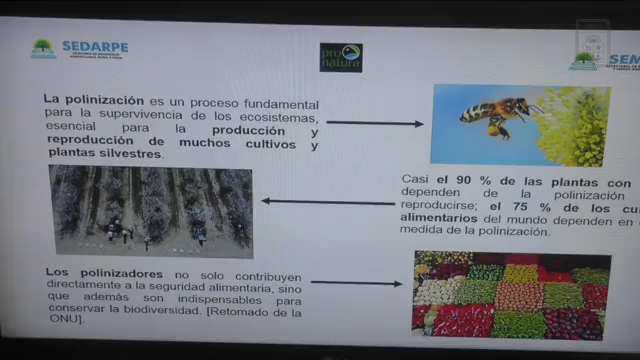 SEDARPE
pro
natura
La polinización es un proceso fundamental
para la supervivencia de los ecosistemas,
esencial para la producción y
reproducción de muchos cultivos y
plantas silvestres.
Casi el 90 % de las plantas con
dependen de la polinización
reproducirse; el 75 % de los cu
alimentarios del mundo dependen en
medida de la polinización.
Los polinizadores no solo contribuyen
directamente a la seguridad alimentaria, sino
que además son indispensables para
conservar la biodiversidad. [Retomado de la
ONU].